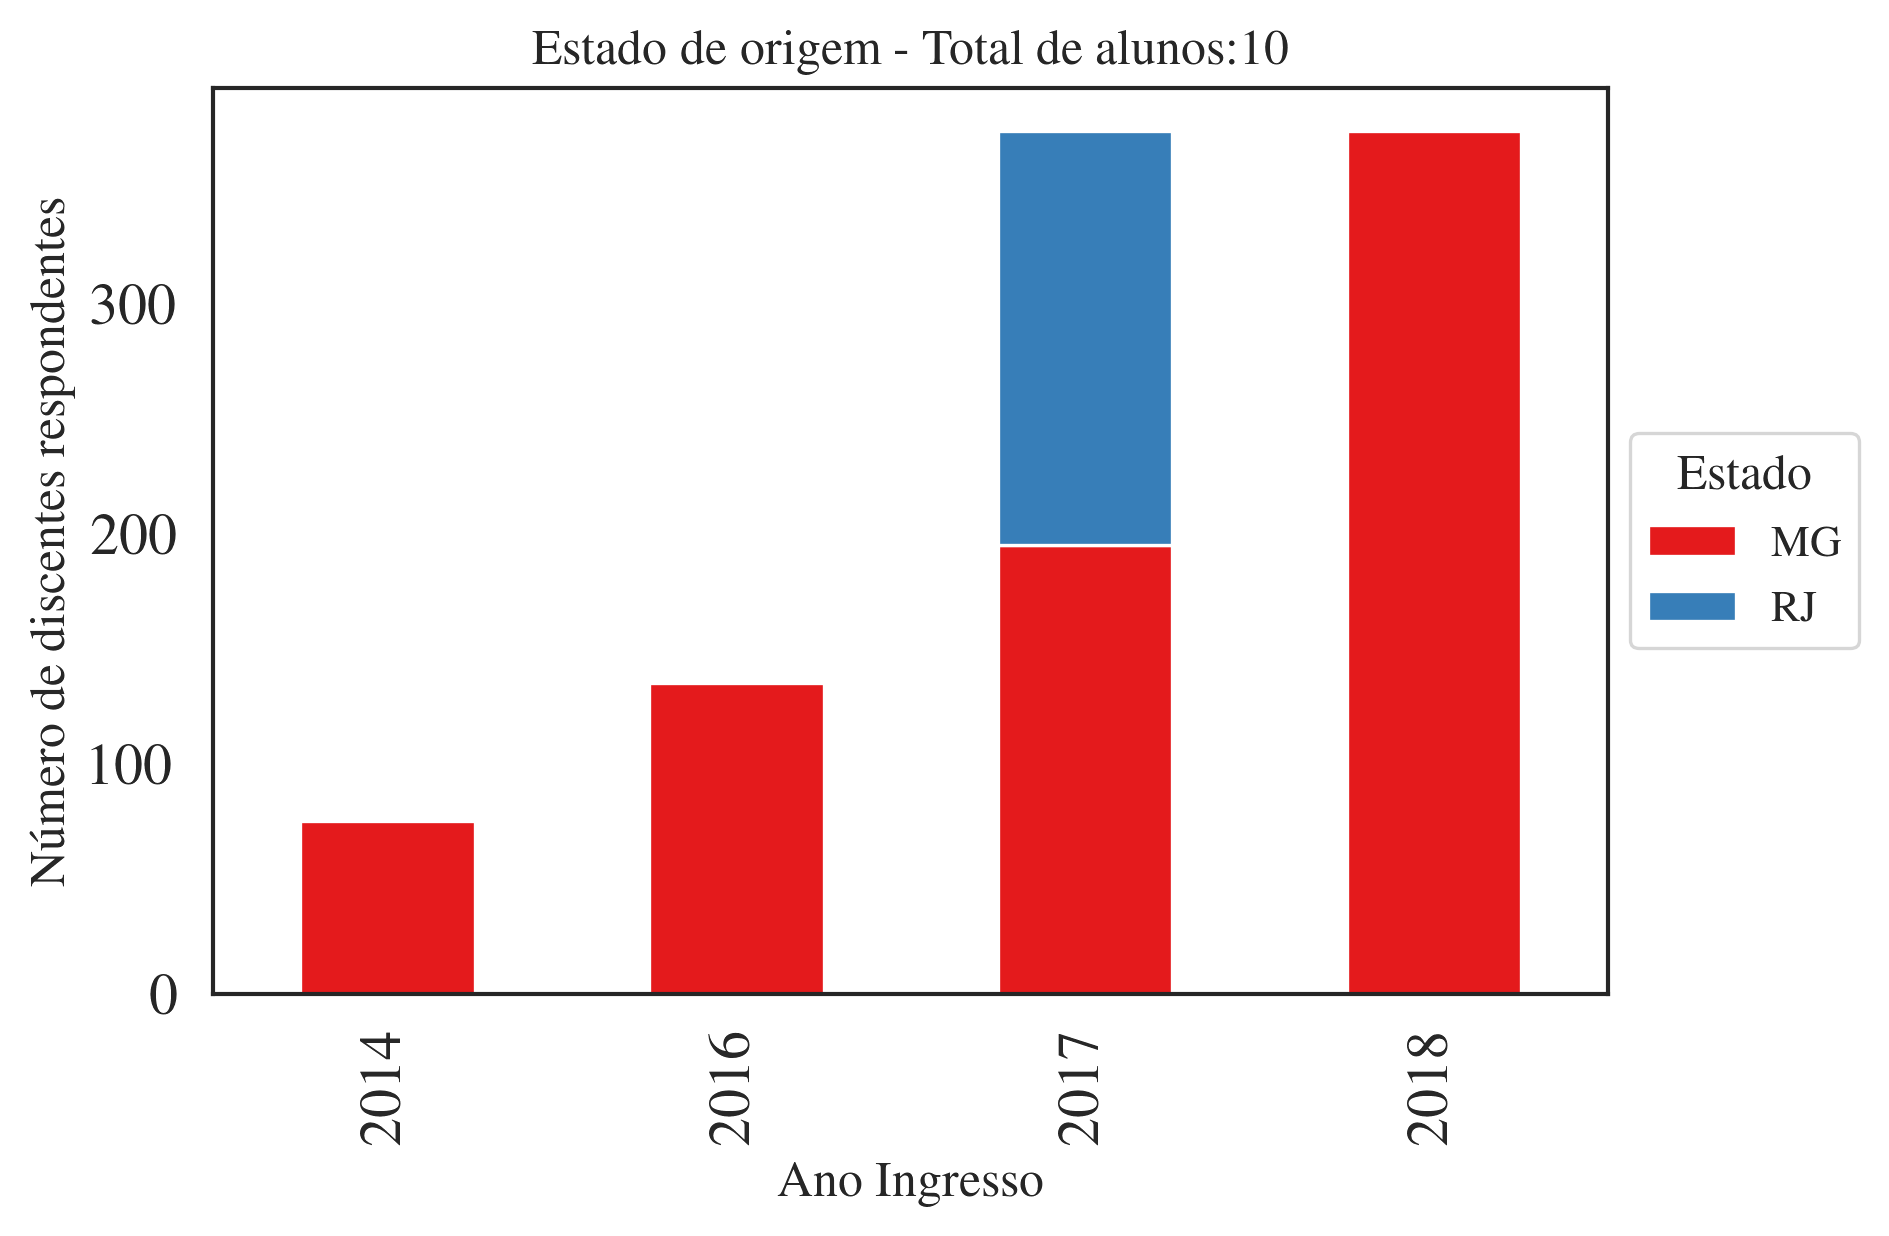 Estado de origem - Total de alunos:10
Número de discentes respondentes
300
200
100
0
2014
2016
2017
2018
Ano Ingresso
Estado
MG
RJ